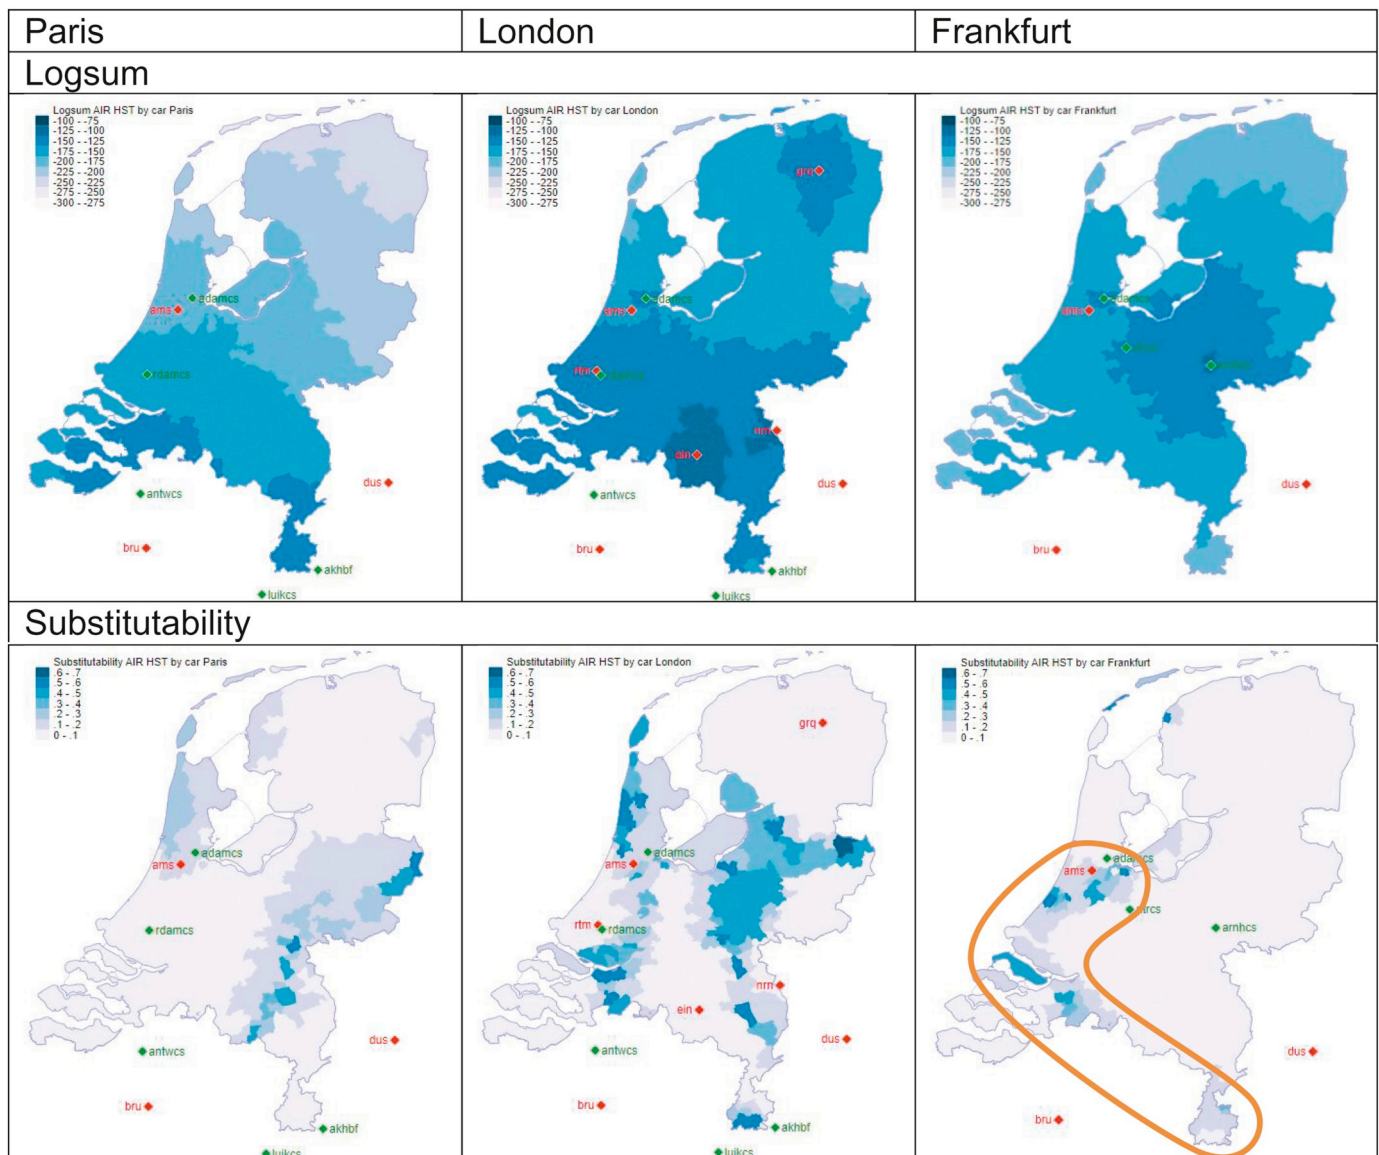 Paris
London
Frankfurt
Logsum
Logsum AIR HST by car Paris
-100 - -75
-125 - -100
-150 - -125
-175 - -150
-200 - -175
-225 - -200
-250 - -225
-275 - -250
-300 - -275
adamcs
ams
rdamcs
antwcs
dus
bru
akhbf
luikcs
Logsum AIR HST by car London
-100 - -75
-125 - -100
-150 - -125
-175 - -150
-200 - -175
-225 - -200
-250 - -225
-275 - -250
-300 - -275
grq
adamcs
ams
rtm
rdamcs
nrn
ein
dus
antwcs
bru
akhbf
luikcs
Logsum AIR HST by car Frankfurt
-100 - -75
-125 - -100
-150 - -125
-175 - -150
-200 - -175
-225 - -200
-250 - -225
-275 - -250
-300 - -275
adamcs
ams
arnhcs
dus
bru
Substitutability
Substitutability AIR HST by car Paris
.6 - .7
.5 - .6
.4 - .5
.3 - .4
.2 - .3
.1 - .2
0 - .1
adamcs
ams
rdamcs
dus
antwcs
bru
akhbf
luikcs
Substitutability AIR HST by car London
.6 - .7
.5 - .6
.4 - .5
.3 - .4
.2 - .3
.1 - .2
0 - .1
grq
adamcs
ams
rtm
rdamcs
nrn
ein
dus
antwcs
bru
akhbf
luikcs
Substitutability AIR HST by car Frankfurt
.6 - .7
.5 - .6
.4 - .5
.3 - .4
.2 - .3
.1 - .2
0 - .1
adamcs
ams
utrcs
arnhcs
dus
bru